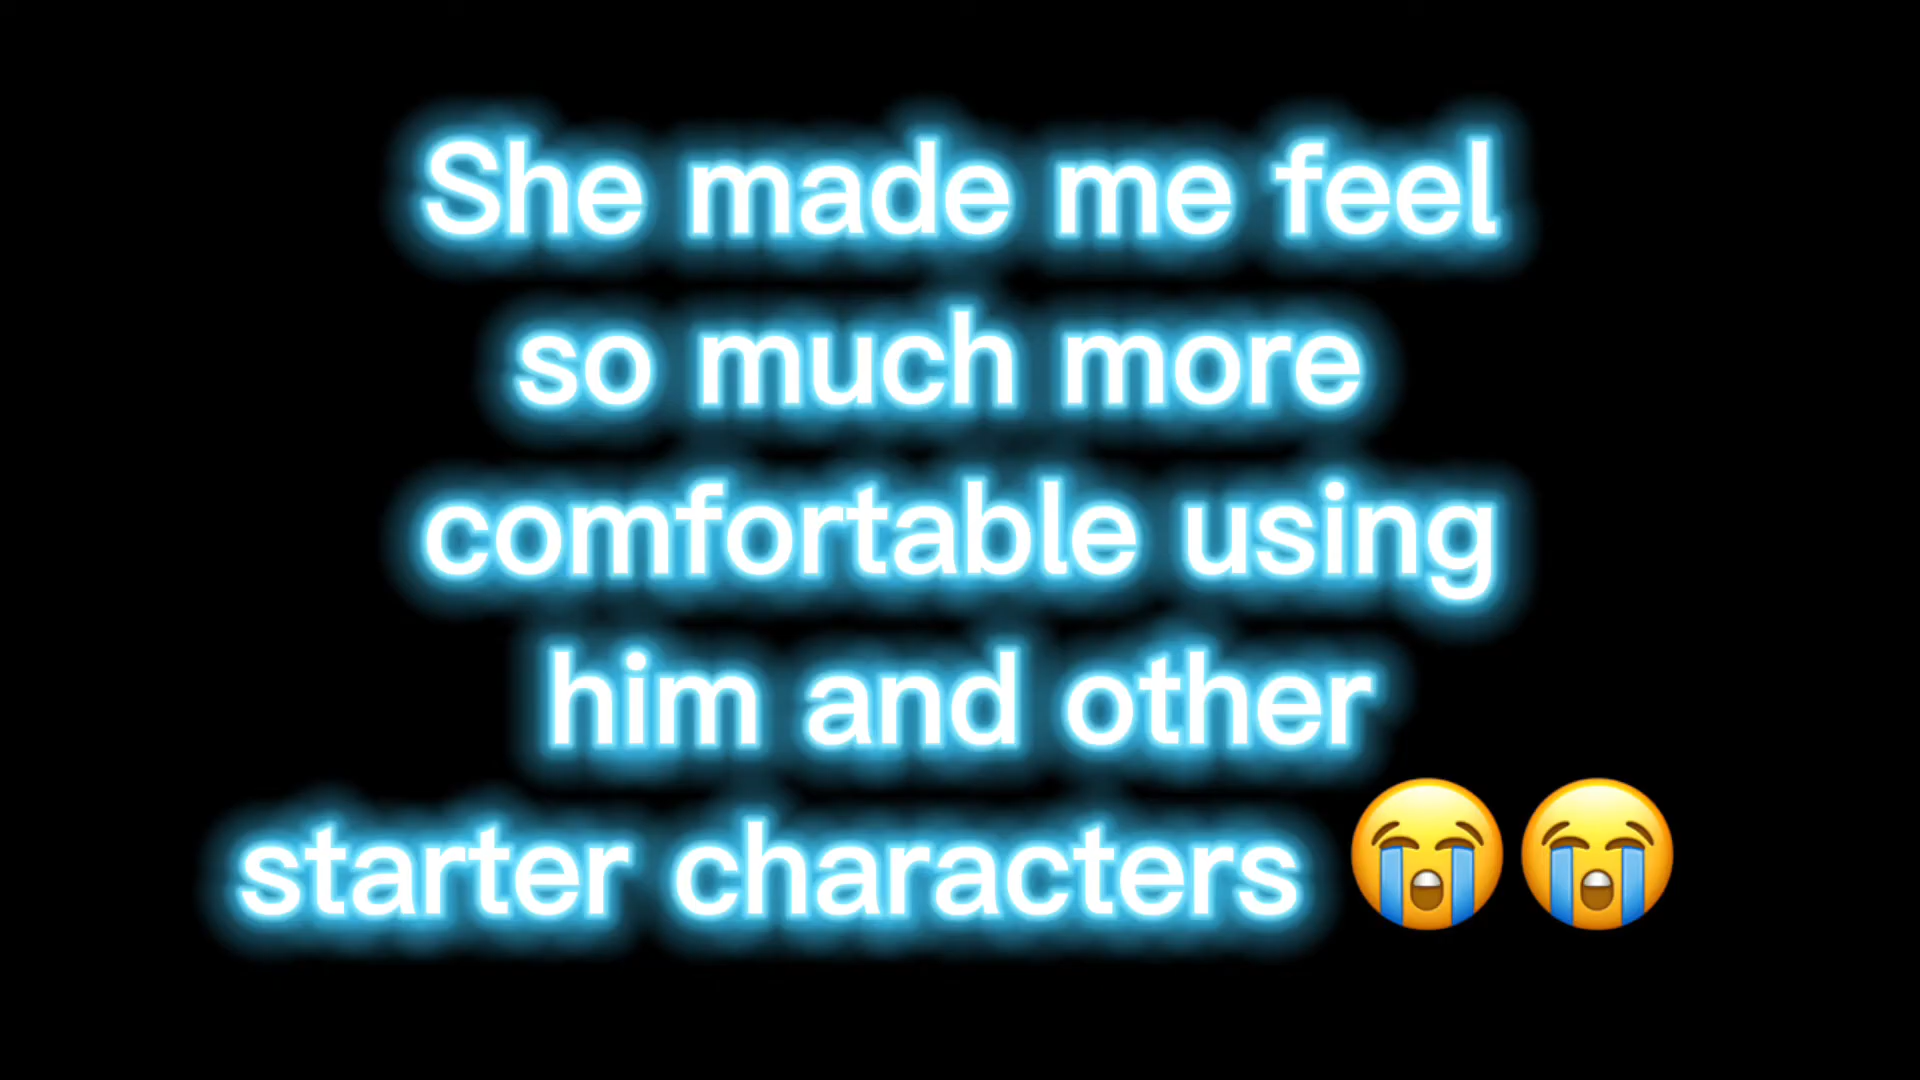 She made me feel
so much more
comfortable using
him and other
starter characters 😭😭